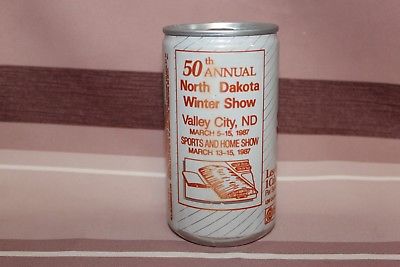 50th ANNUAL
North Dakota
Winter Show
Valley City, ND
MARCH 5-15, 1987
SPORTS AND HOME SHOW
MARCH 13-15, 1987